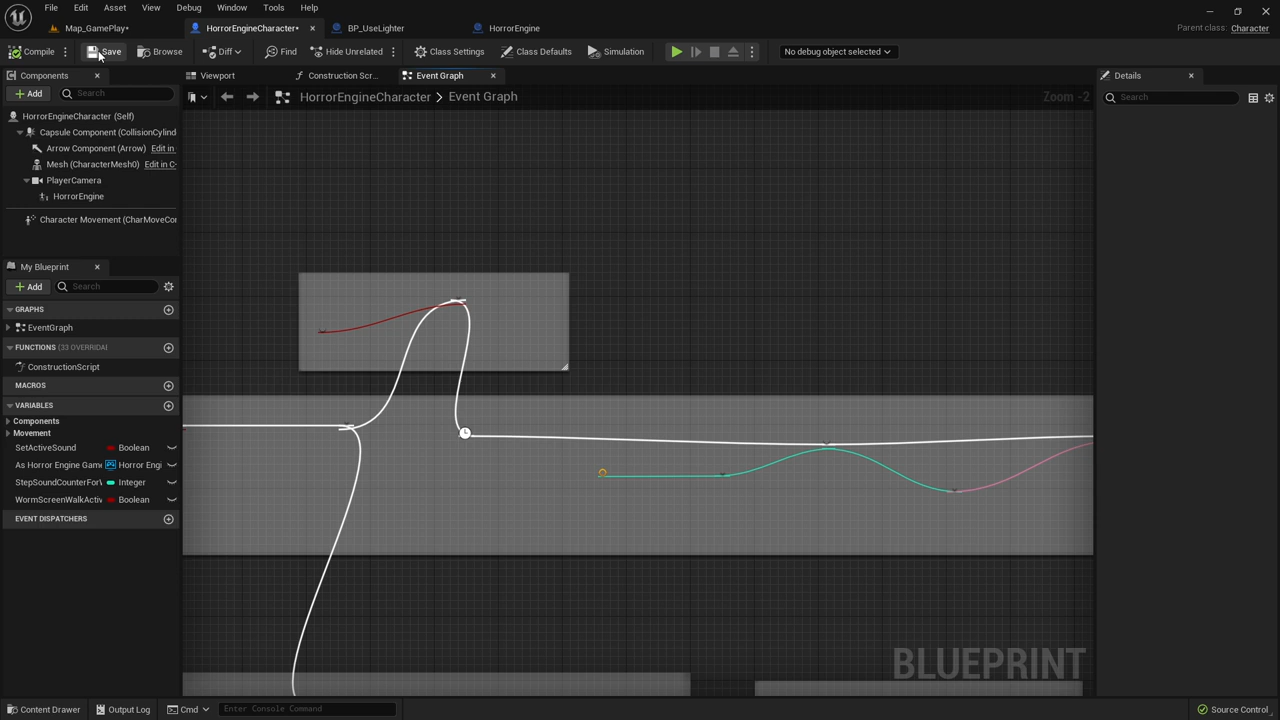 File Edit Asset View Debug Window Tools Help
Map_GamePlay* HorrorEngineCharacter* BP_UseLighter HorrorEngine
Parent class: Character
Compile Save Browse Diff Find Hide Unrelated Class Settings Class Defaults Simulation No debug object selected
Components Viewport Construction Scr... Event Graph Details
Add Search HorrorEngineCharacter > Event Graph Zoom -2 Search
HorrorEngineCharacter (Self)
Capsule Component (CollisionCylind
Arrow Component (Arrow) Edit in
Mesh (CharacterMesh0) Edit in C
PlayerCamera
HorrorEngine
Character Movement (CharMoveCo
My Blueprint
Add Search
GRAPHS
EventGraph
FUNCTIONS (33 OVERRIDA
ConstructionScript
MACROS
VARIABLES
Components
Movement
SetActiveSound Boolean
As Horror Engine Game Horror Engi
StepSoundCounterFor Integer
WormScreenWalkActiv Boolean
EVENT DISPATCHERS
BLUEPRINT
Content Drawer Output Log Cmd Enter Console Command Source Control